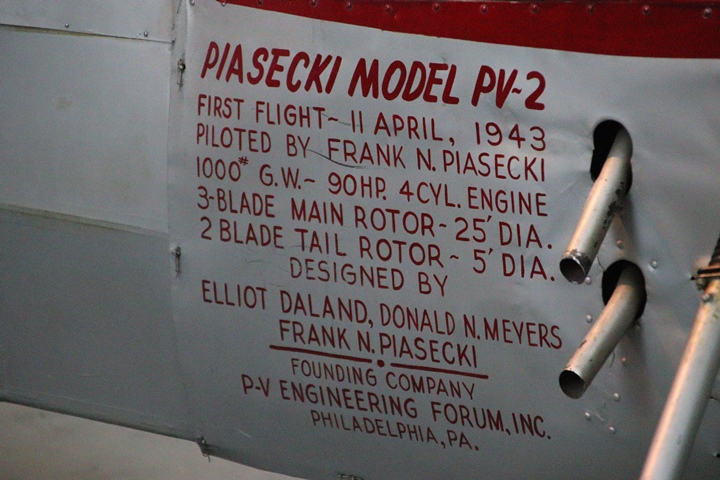 PIASECKI MODEL PV-2
FIRST FLIGHT~ 11 APRIL, 1943
PILOTED BY FRANK N. PIASECKI
1000# G.W.~ 90HP. 4CYL. ENGINE
3-BLADE MAIN ROTOR~ 25' DIA.
2 BLADE TAIL ROTOR~ 5' DIA.
DESIGNED BY
ELLIOT DALAND, DONALD N. MEYERS
FRANK N. PIASECKI
FOUNDING COMPANY
P-V ENGINEERING FORUM, INC.
PHILADELPHIA, PA.